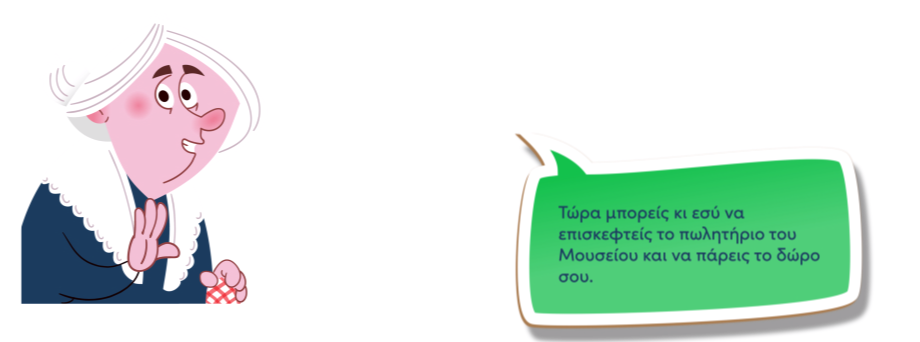 Τώρα μπορείς κι εσύ να
επισκεφτείς το πωλητήριο του
Μουσείου και να πάρεις το δώρο
σου.